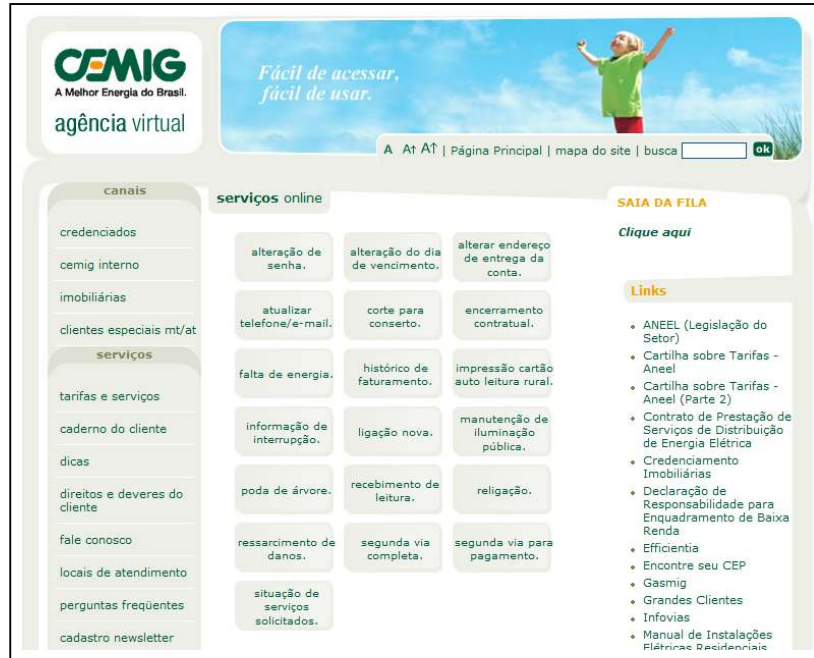 CEMIG
A Melhor Energia do Brasil.
agência virtual
Fácil de acessar,
fácil de usar.
A A↑ A↑ | Página Principal | mapa do site | busca ok
canais
credenciados
cemig interno
imobiliárias
clientes especiais mt/at
serviços
tarifas e serviços
caderno do cliente
dicas
direitos e deveres do
cliente
fale conosco
locais de atendimento
perguntas freqüentes
cadastro newsletter
serviços online
alteração de
senha.
alteração do dia
de vencimento.
alterar endereço
de entrega da
conta.
atualizar
telefone/e-mail.
corte para
conserto.
encerramento
contratual.
falta de energia.
histórico de
faturamento.
impressão cartão
auto leitura rural.
informação de
interrupção.
ligação nova.
manutenção de
iluminação
pública.
poda de árvore.
recebimento de
leitura.
religação.
ressarcimento de
danos.
segunda via
completa.
segunda via para
pagamento.
situação de
serviços
solicitados.
SAIA DA FILA
Clique aqui
Links
ANEEL (Legislação do
Setor)
Cartilha sobre Tarifas -
Aneel
Cartilha sobre Tarifas -
Aneel (Parte 2)
Contrato de Prestação de
Serviços de Distribuição
de Energia Elétrica
Credenciamento
Imobiliárias
Declaração de
Responsabilidade para
Enquadramento de Baixa
Renda
Efficientia
Encontre seu CEP
Gasmig
Grandes Clientes
Infovias
Manual de Instalações
Elétricas Residenciais